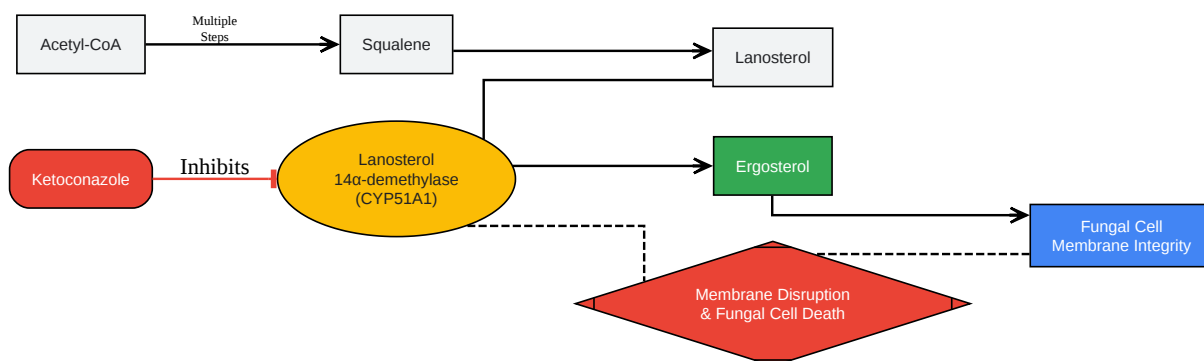 Acetyl-CoA
Multiple
Steps
Squalene
Lanosterol
Ketoconazole
Inhibits
Lanosterol
14α-demethylase
(CYP51A1)
Ergosterol
Fungal Cell
Membrane Integrity
Membrane Disruption
& Fungal Cell Death